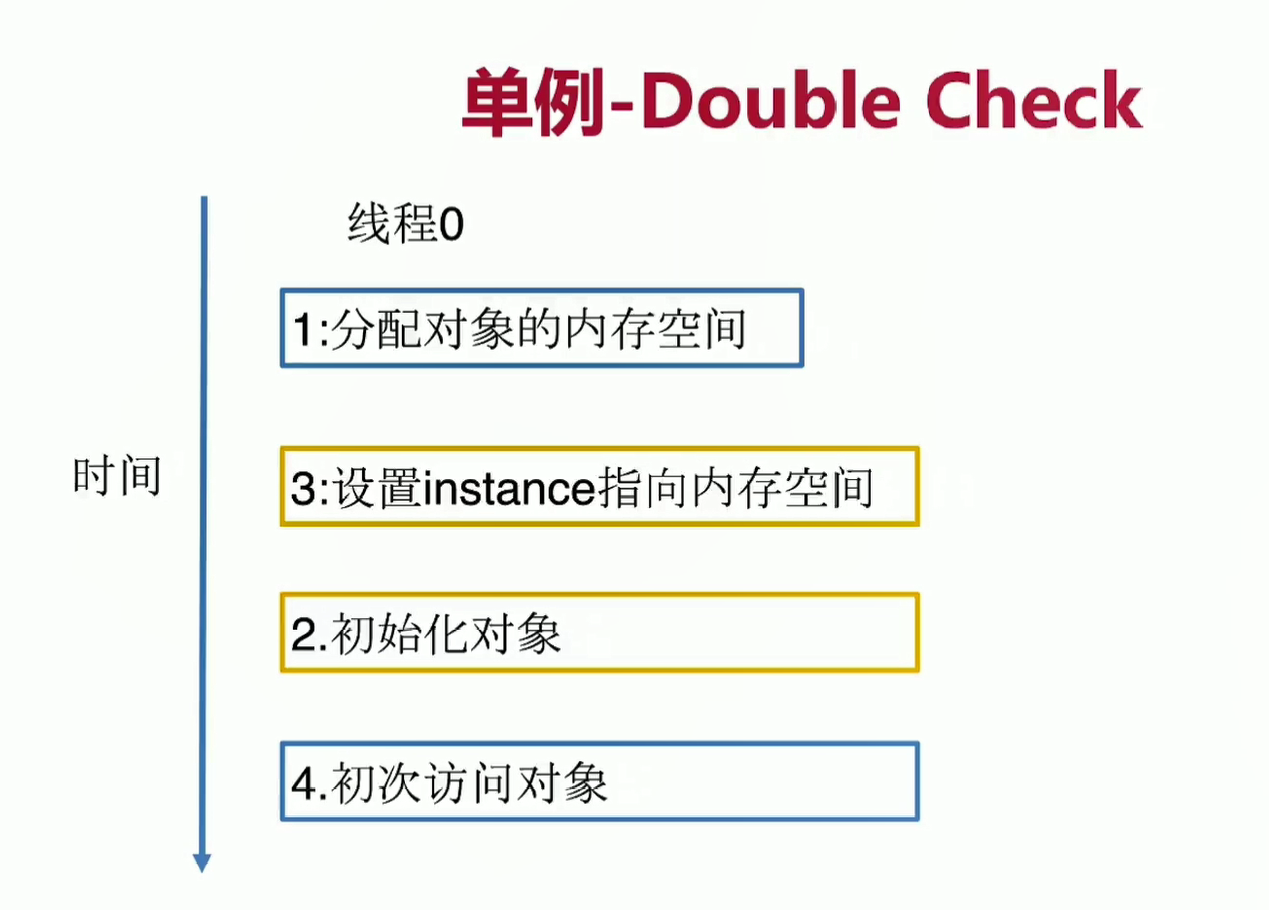 单例-Double Check
线程0
1:分配对象的内存空间
时间
3:设置instance指向内存空间
2.初始化对象
4.初次访问对象